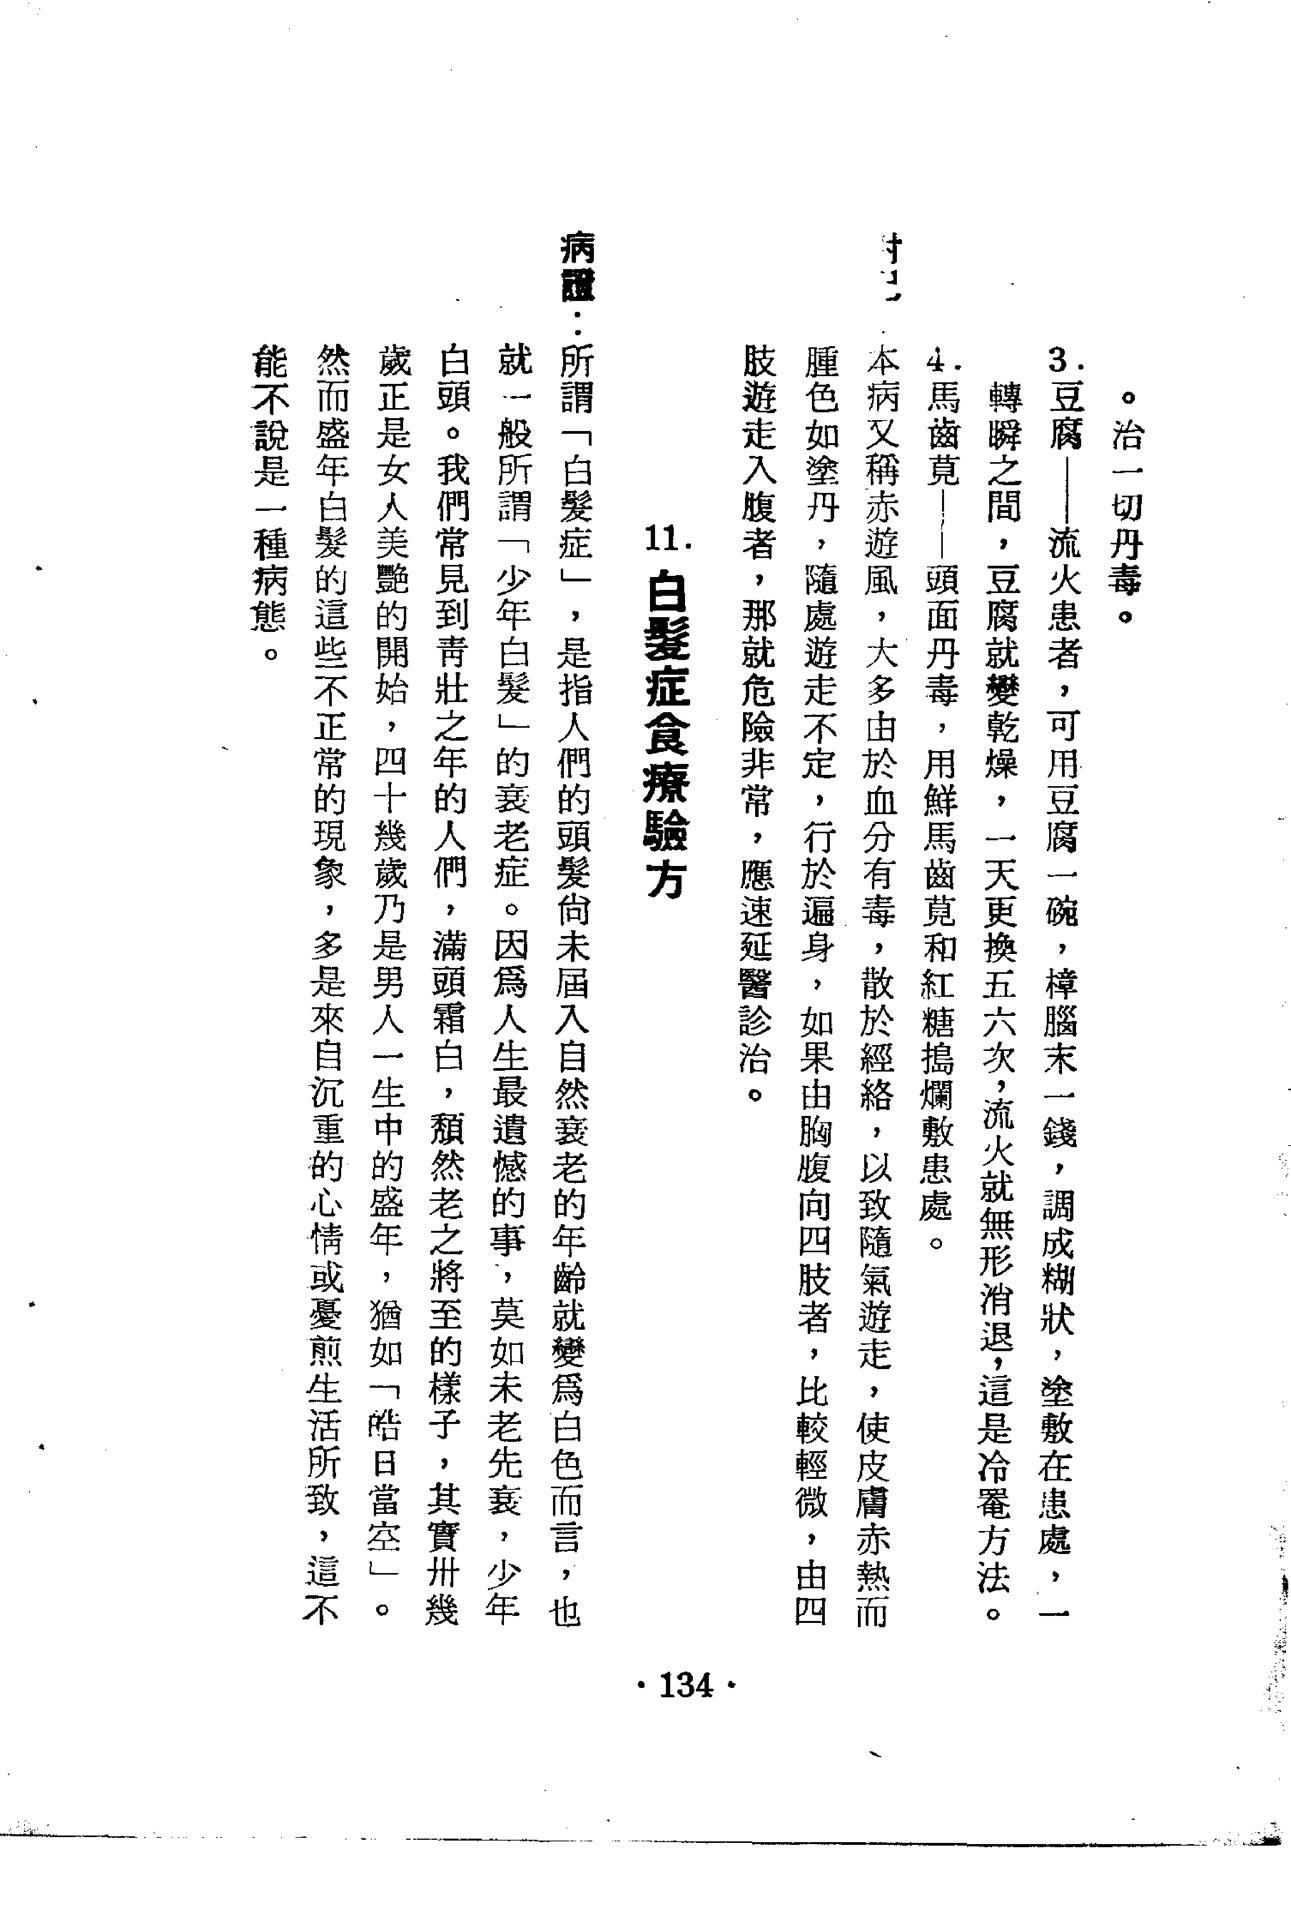 。治一切丹毒。
3.豆腐——流火患者，可用豆腐一碗，樟腦末一錢，調成糊狀，塗敷在患處，一
轉瞬之間，豆腐就變乾燥，一天更換五六次，流火就無形消退，這是冷罨方法。
4.馬齒莧——頭面丹毒，用鮮馬齒莧和紅糖搗爛敷患處。
本病又稱赤遊風，大多由於血分有毒，散於經絡，以致隨氣遊走，使皮膚赤熱而
腫色如塗丹，隨處遊走不定，行於遍身，如果由胸腹向四肢者，比較輕微，由四
肢遊走入腹者，那就危險非常，應速延醫診治。
11.白髮症食療驗方
病證：所謂「白髮症」，是指人們的頭髮尙未屆入自然衰老的年齡就變爲白色而言，也
就一般所謂「少年白髮」的衰老症。因爲人生最遺憾的事，莫如未老先衰，少年
白頭。我們常見到靑壯之年的人們，滿頭霜白，頹然老之將至的樣子，其實卅幾
歲正是女人美艷的開始，四十幾歲乃是男人一生中的盛年，猶如「皓日當空」。
然而盛年白髮的這些不正常的現象，多是來自沉重的心情或憂煎生活所致，這不
能不說是一種病態。
·134·